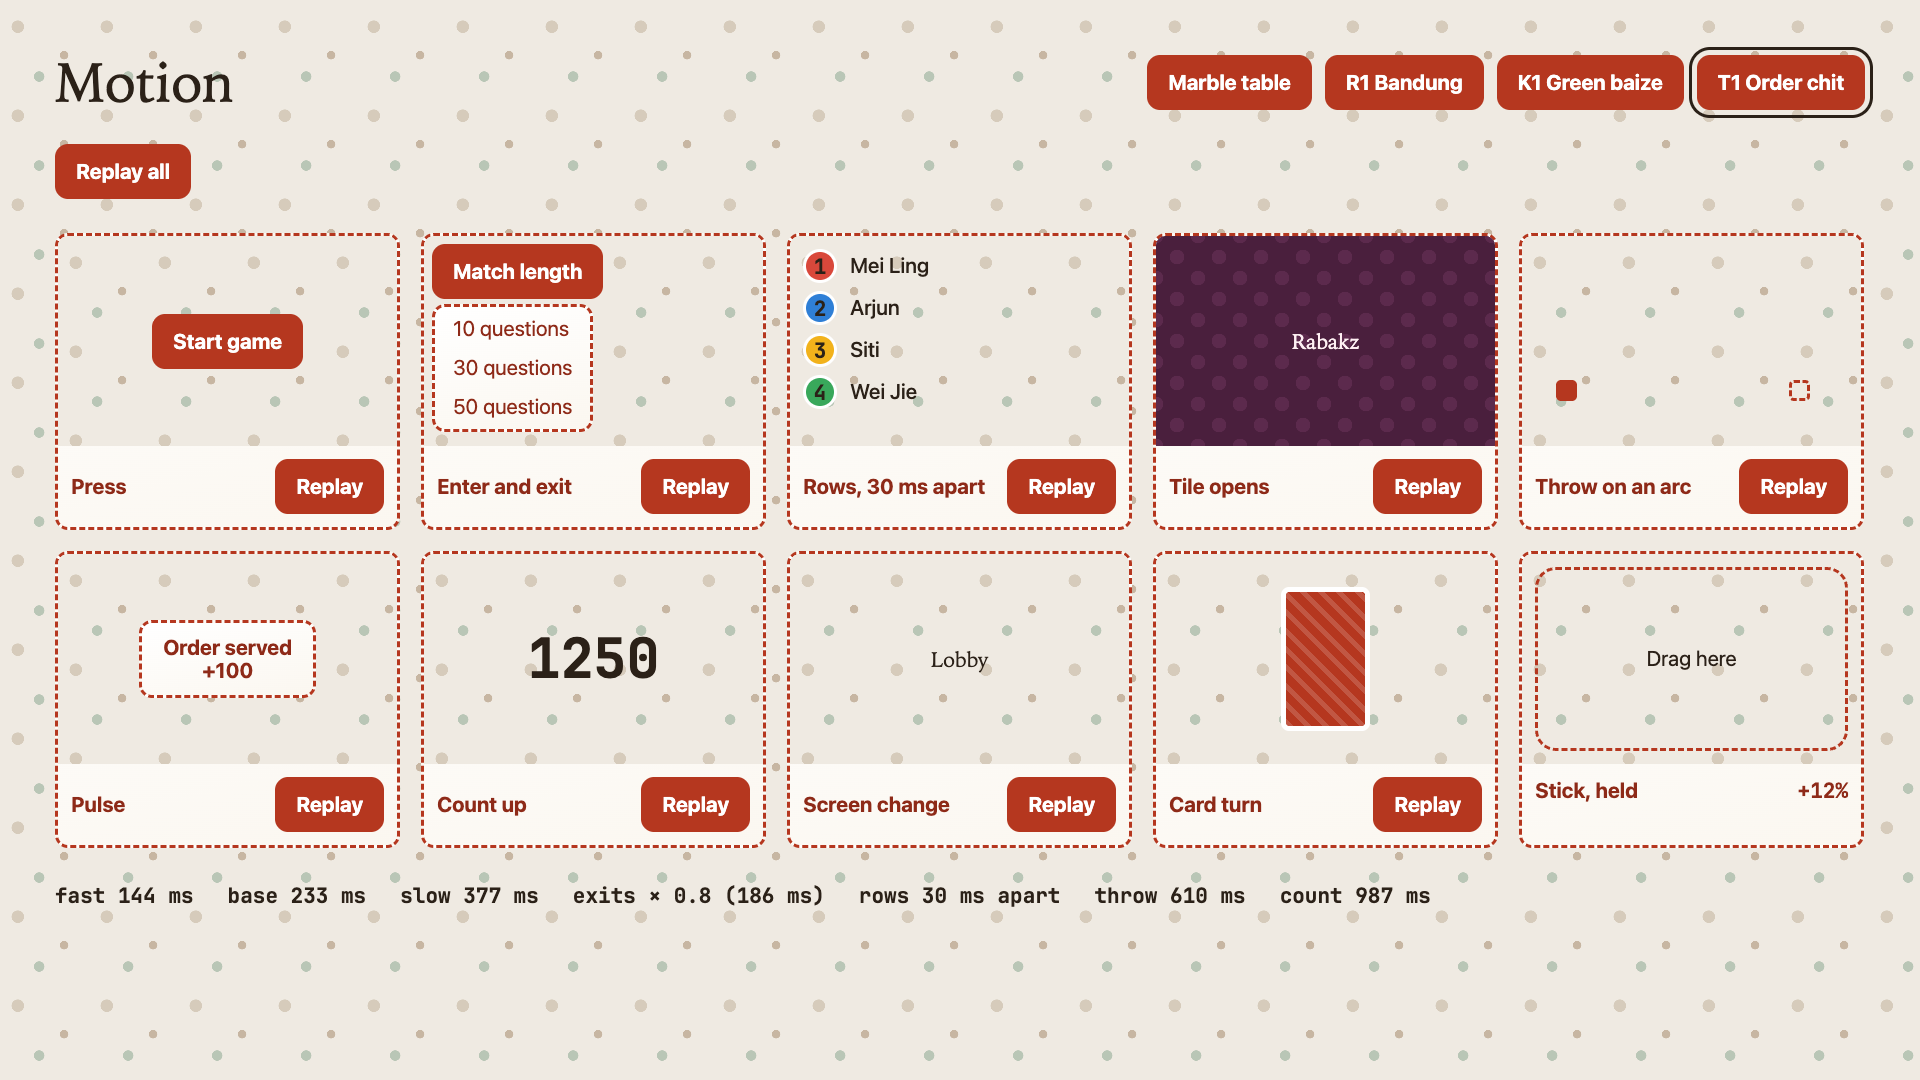 Motion
Marble table
R1 Bandung
K1 Green baize
T1 Order chit
Replay all
Start game
Press
Replay
Match length
10 questions
30 questions
50 questions
Enter and exit
Replay
1 Mei Ling
2 Arjun
3 Siti
4 Wei Jie
Rows, 30 ms apart
Replay
Rabakz
Tile opens
Replay
Throw on an arc
Replay
Order served
+100
Pulse
Replay
1250
Count up
Replay
Lobby
Screen change
Replay
Card turn
Replay
Drag here
Stick, held
+12%
fast 144 ms base 233 ms slow 377 ms exits × 0.8 (186 ms) rows 30 ms apart throw 610 ms count 987 ms